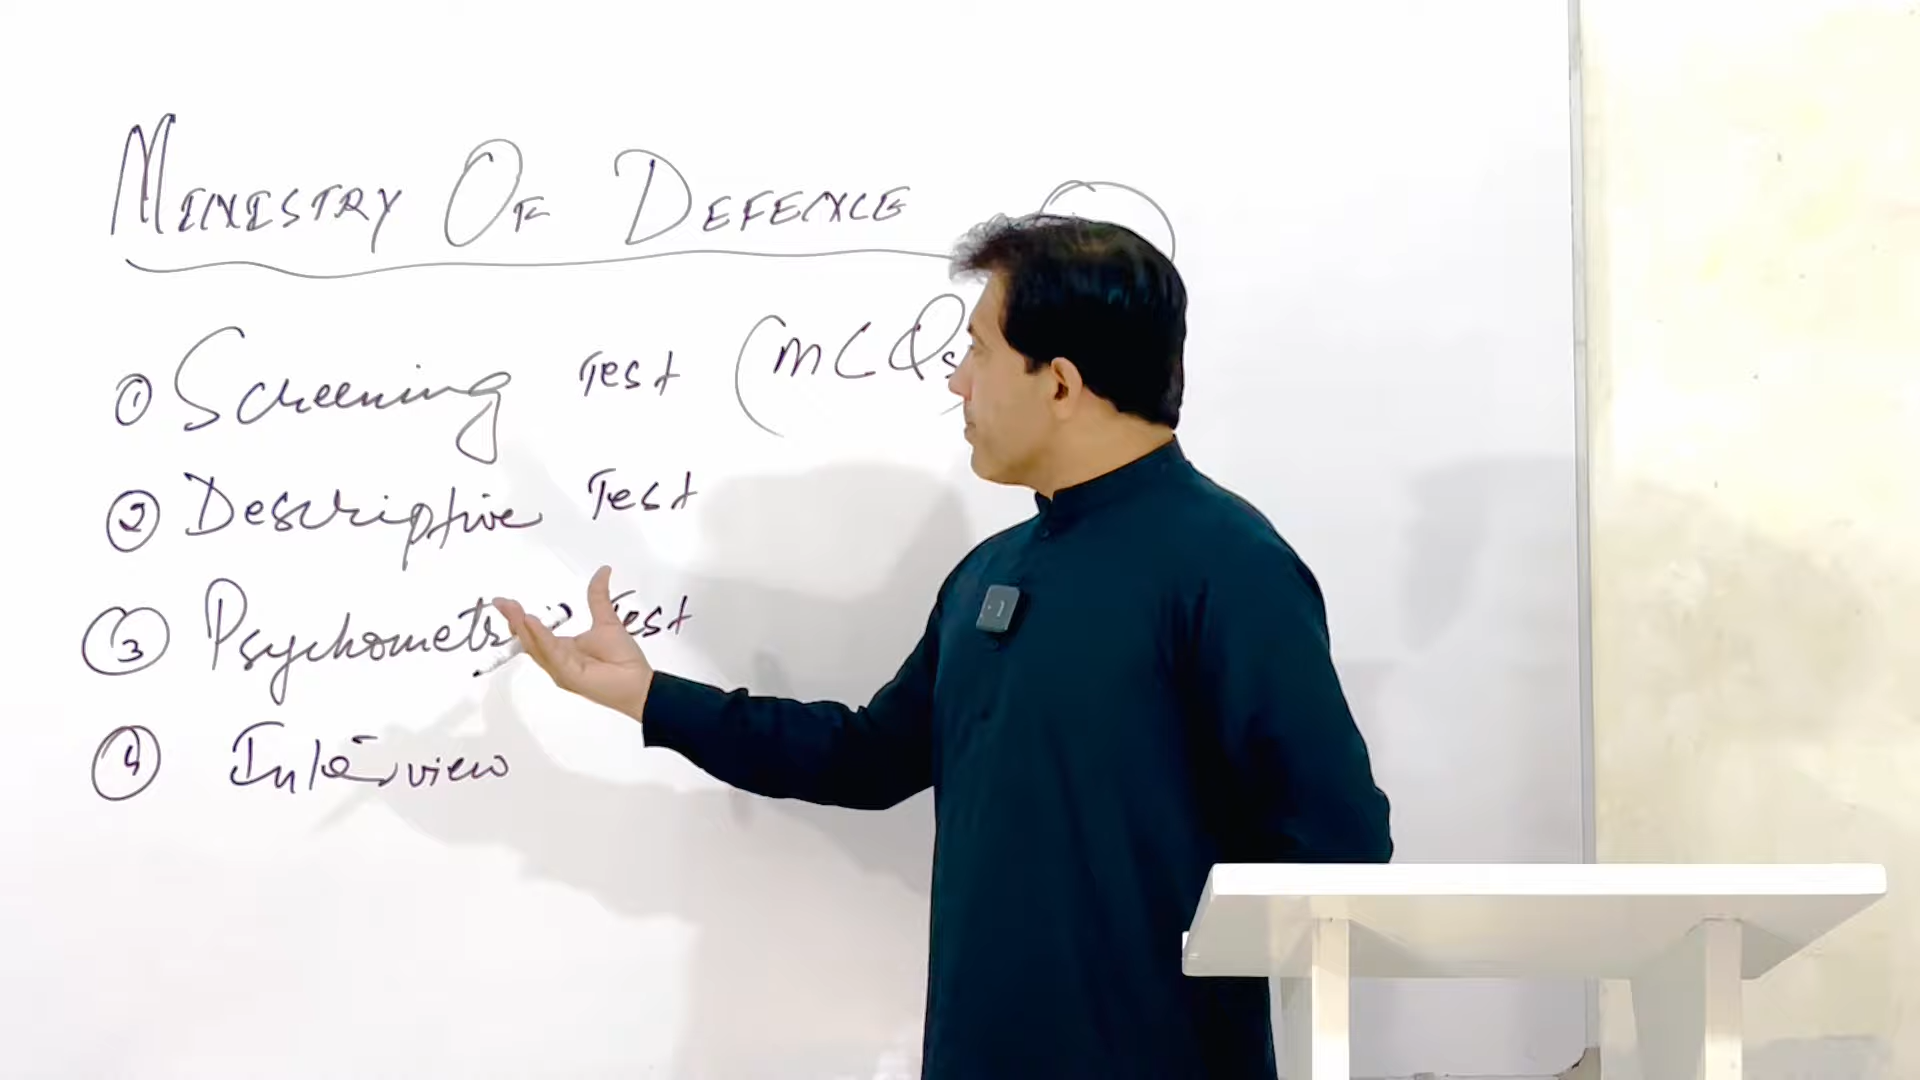 MINISTRY OF DEFENCE
① Screening Test (MCQs
② Descriptive Test
③ Psychometric Test
④ Interview